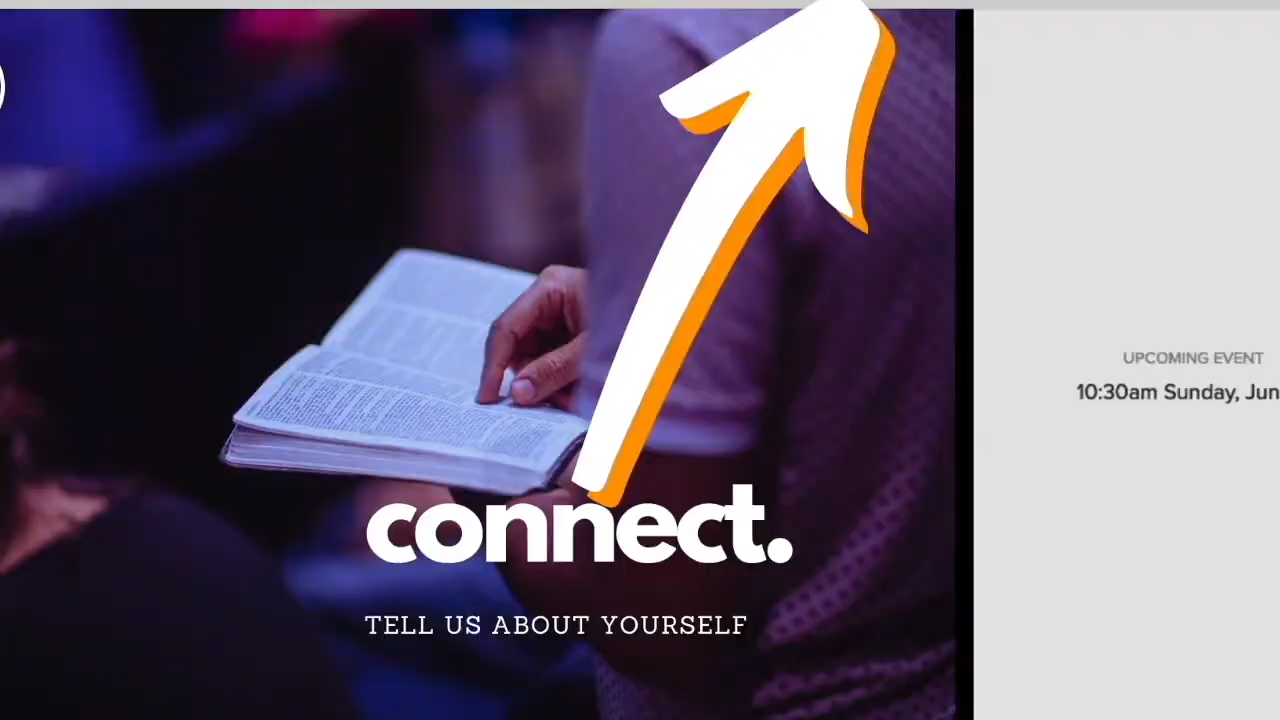 connect.
TELL US ABOUT YOURSELF
UPCOMING EVENT
10:30am Sunday, Jun